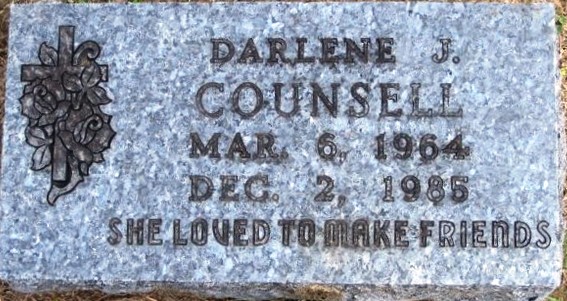 DARLENE J.
COUNSELL
MAR. 6, 1964
DEC. 2, 1985
SHE LOVED TO MAKE FRIENDS